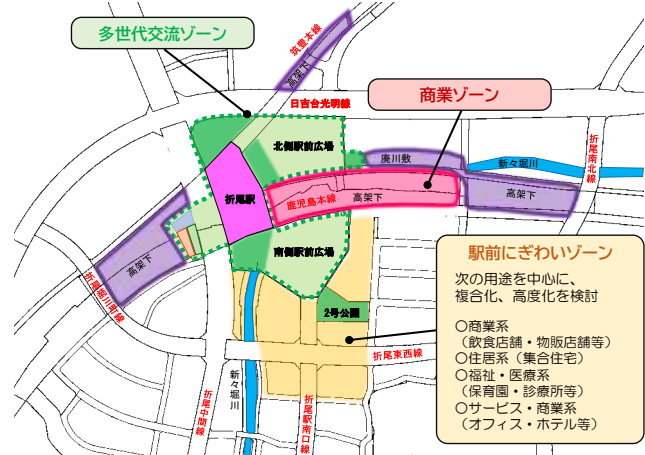 多世代交流ゾーン
筑豊本線
高架下
日吉台光明線
商業ゾーン
北側駅前広場
廃川敷
新々堀川
折尾南北線
折尾駅
鹿児島本線
高架下
高架下
高架下
南側駅前広場
2号公園
折尾堀川町線
折尾東西線
新々堀川
折尾中間線
折尾駅南口線
駅前にぎわいゾーン
次の用途を中心に、
複合化、高度化を検討
○商業系
(飲食店舗・物販店舗等)
○住居系(集合住宅)
○福祉・医療系
(保育園・診療所等)
○サービス・商業系
(オフィス・ホテル等)